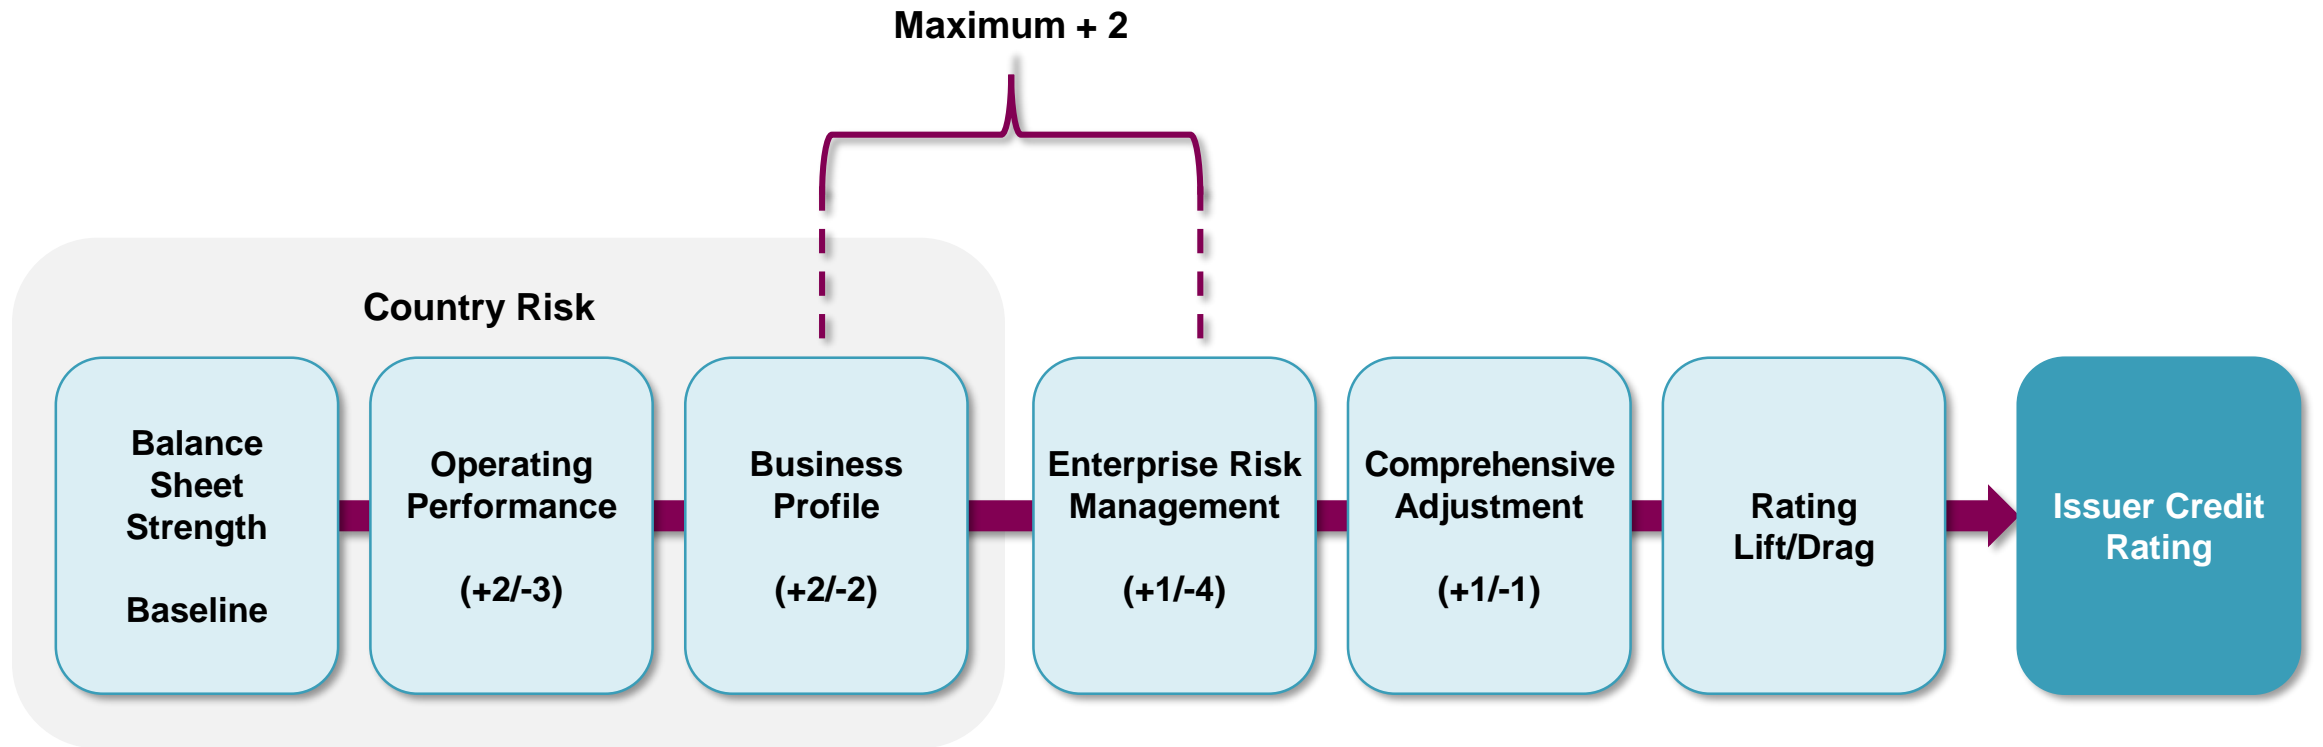 Maximum + 2
Country Risk
Balance
Sheet
Strength
Baseline
Operating
Performance
(+2/-3)
Business
Profile
(+2/-2)
Enterprise Risk
Management
(+1/-4)
Comprehensive
Adjustment
(+1/-1)
Rating
Lift/Drag
Issuer Credit
Rating